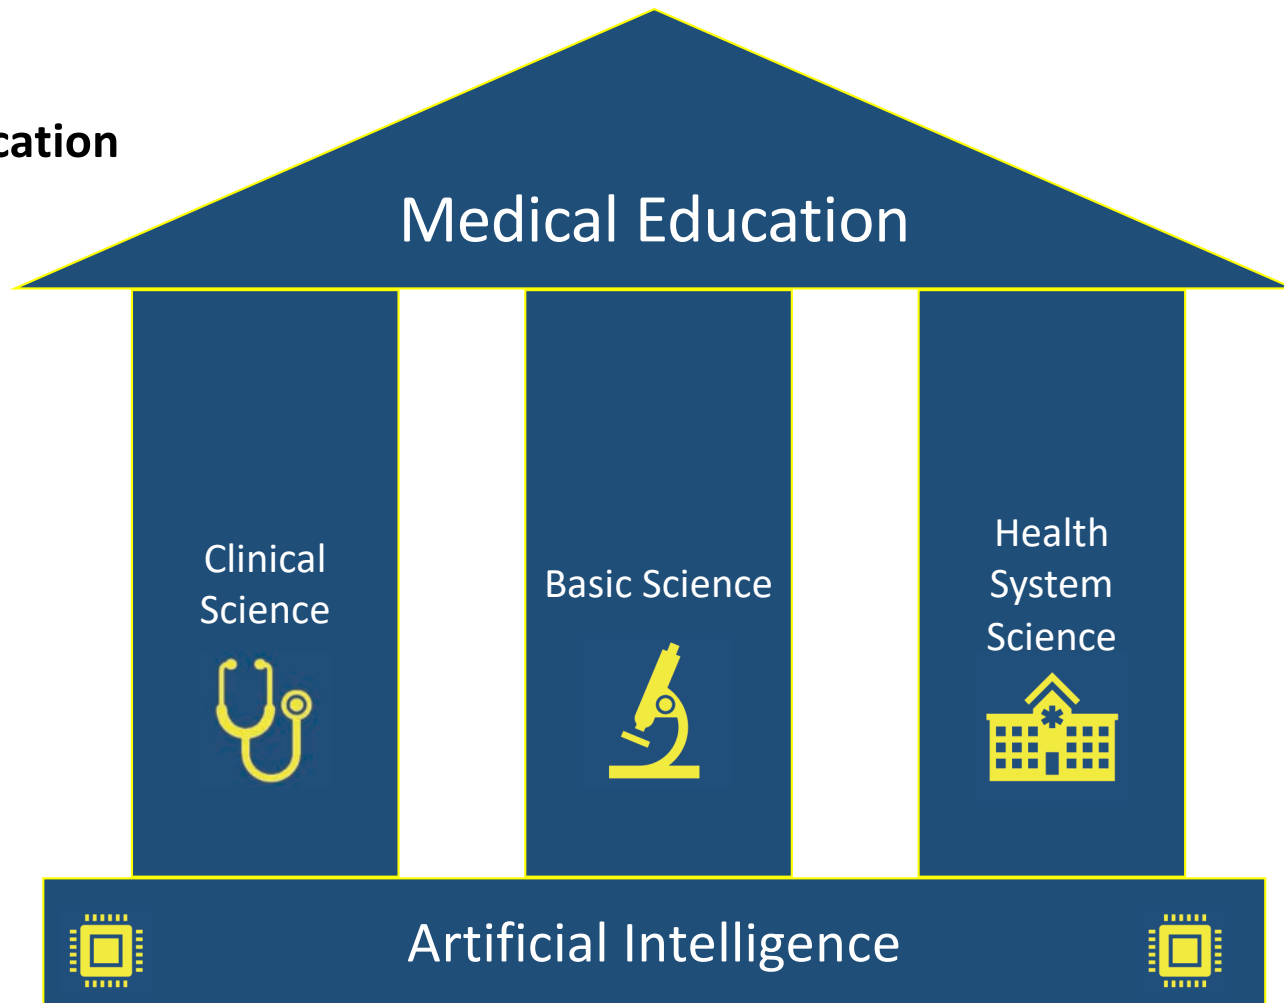 cation
Medical Education
Clinical
Science
Basic Science
Health
System
Science
Artificial Intelligence